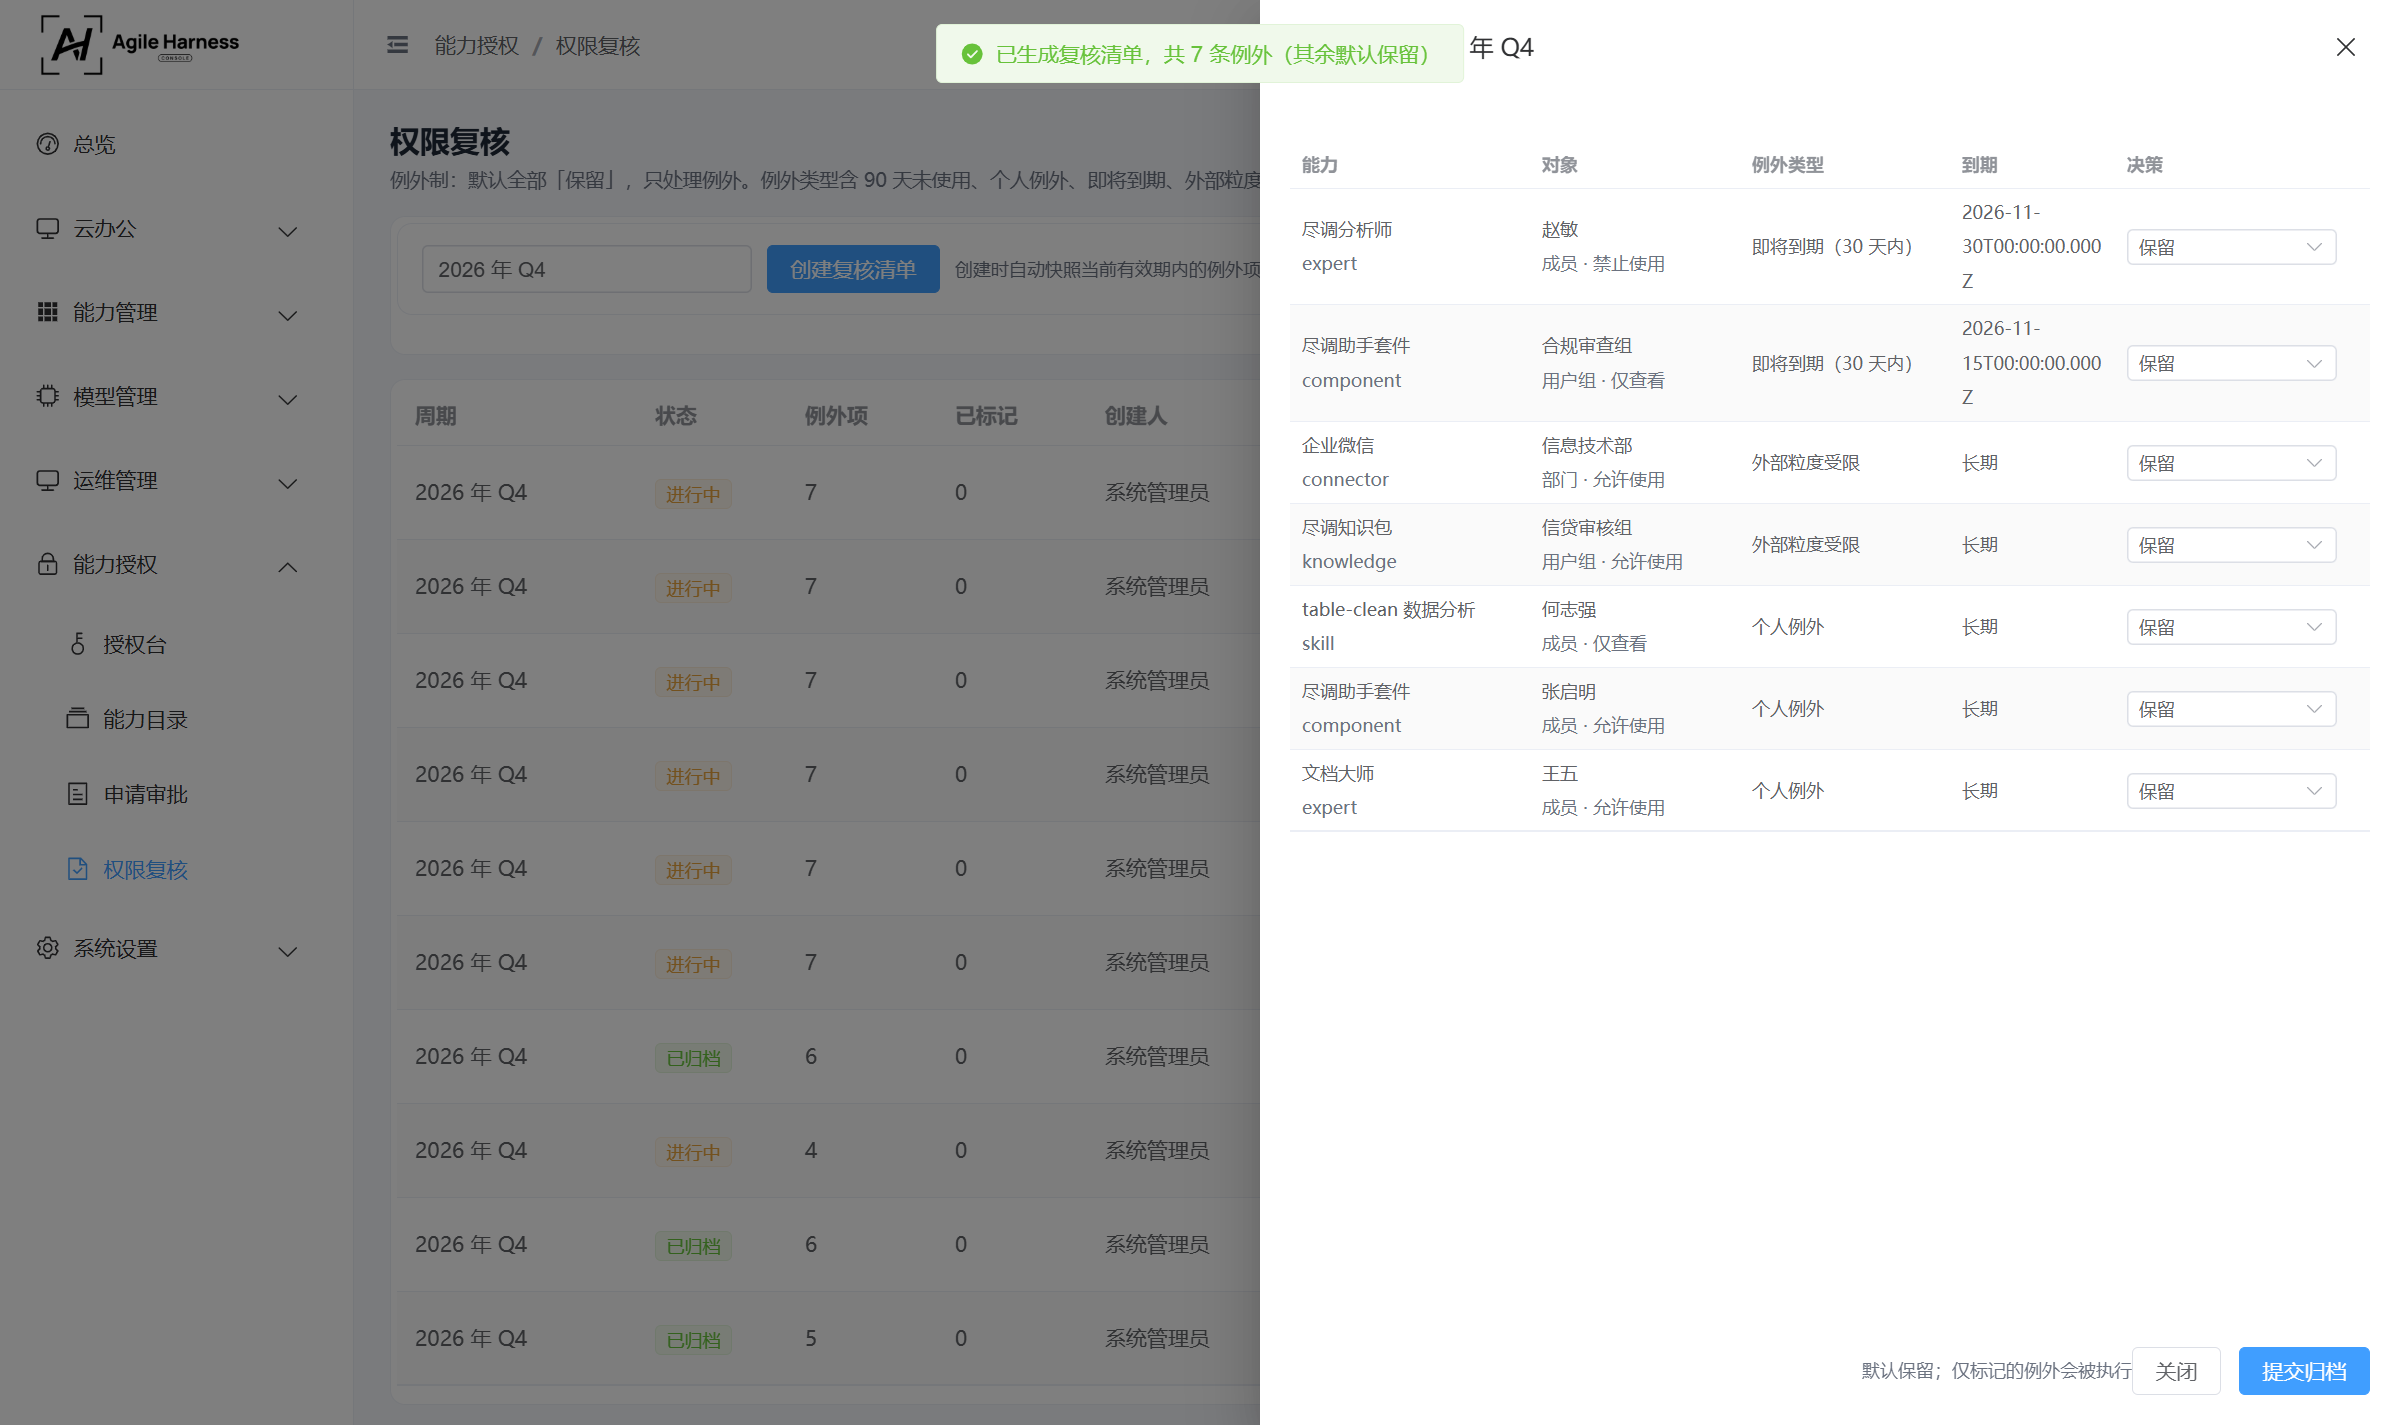 Agile Harness
CONSOLE
能力授权 / 权限复核
已生成复核清单，共 7 条例外（其余默认保留）
年 Q4
总览
云办公
能力管理
模型管理
运维管理
能力授权
授权台
能力目录
申请审批
权限复核
系统设置
权限复核
例外制：默认全部「保留」，只处理例外。例外类型含 90 天未使用、个人例外、即将到期、外部粒度
2026 年 Q4
创建复核清单
创建时自动快照当前有效期内的例外项
周期 状态 例外项 已标记 创建人
2026 年 Q4 进行中 7 0 系统管理员
2026 年 Q4 进行中 7 0 系统管理员
2026 年 Q4 进行中 7 0 系统管理员
2026 年 Q4 进行中 7 0 系统管理员
2026 年 Q4 进行中 7 0 系统管理员
2026 年 Q4 进行中 7 0 系统管理员
2026 年 Q4 已归档 6 0 系统管理员
2026 年 Q4 进行中 4 0 系统管理员
2026 年 Q4 已归档 6 0 系统管理员
2026 年 Q4 已归档 5 0 系统管理员
能力 对象 例外类型 到期 决策
尽调分析师
expert
赵敏
成员 · 禁止使用
即将到期（30 天内）
2026-11-
30T00:00:00.000
Z
保留
尽调助手套件
component
合规审查组
用户组 · 仅查看
即将到期（30 天内）
2026-11-
15T00:00:00.000
Z
保留
企业微信
connector
信息技术部
部门 · 允许使用
外部粒度受限
长期
保留
尽调知识包
knowledge
信贷审核组
用户组 · 允许使用
外部粒度受限
长期
保留
table-clean 数据分析
skill
何志强
成员 · 仅查看
个人例外
长期
保留
尽调助手套件
component
张启明
成员 · 允许使用
个人例外
长期
保留
文档大师
expert
王五
成员 · 允许使用
个人例外
长期
保留
默认保留；仅标记的例外会被执行
关闭
提交归档